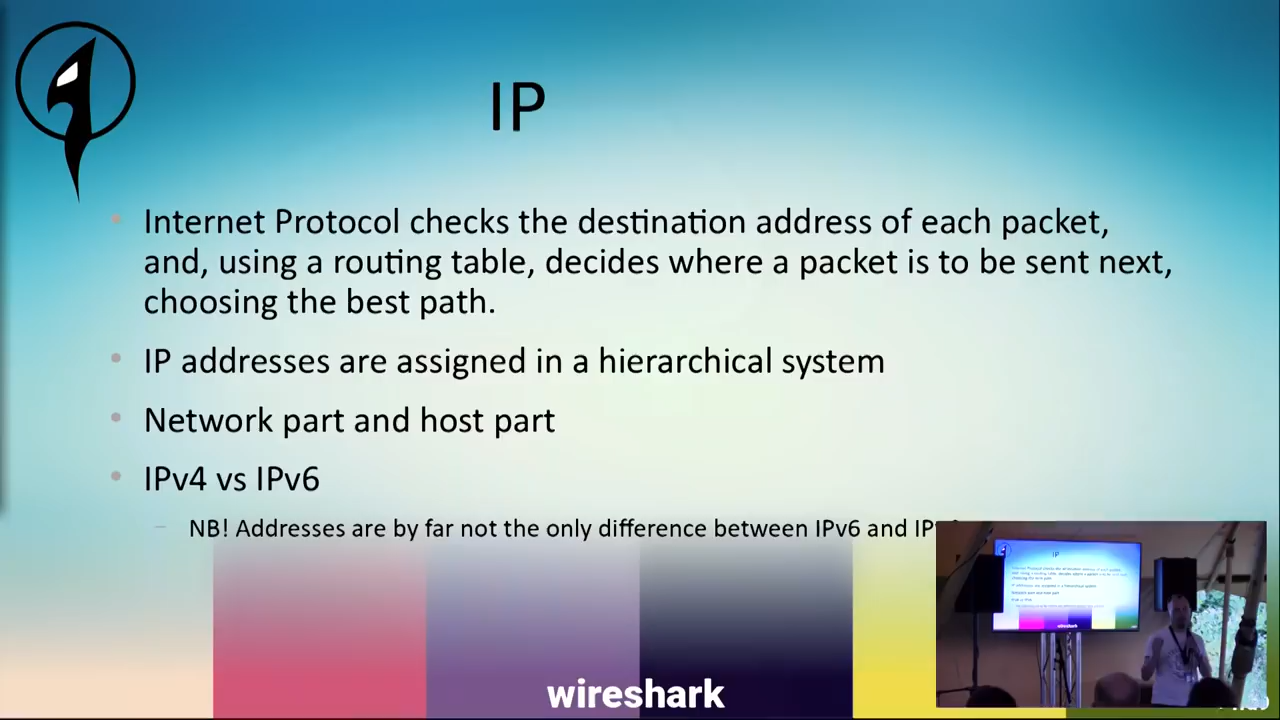 IP
Internet Protocol checks the destination address of each packet,
and, using a routing table, decides where a packet is to be sent next,
choosing the best path.
IP addresses are assigned in a hierarchical system
Network part and host part
IPv4 vs IPv6
NB! Addresses are by far not the only difference between IPv6 and
IP
wireshark
wireshark